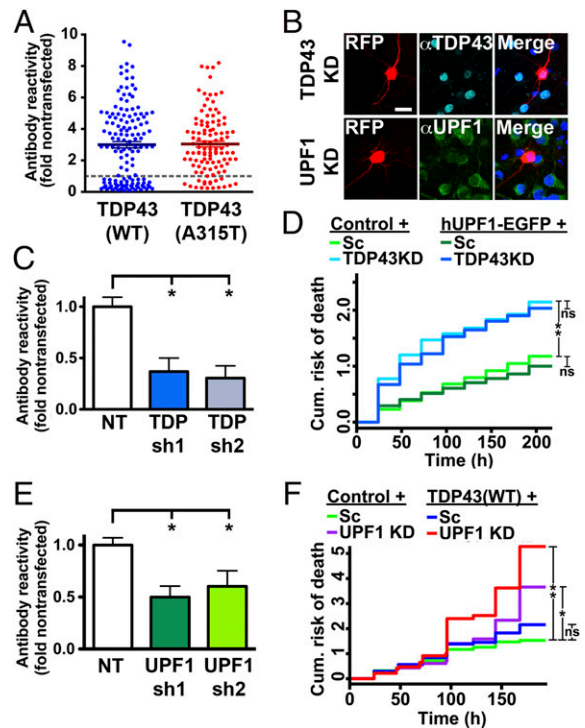 A
Antibody reactivity
(fold nontransfected)
10
8
6
4
2
0
TDP43
(WT)
TDP43
(A315T)
B
RFP
αTDP43
Merge
TDP43
KD
RFP
αUPF1
Merge
UPF1
KD
C
Antibody reactivity
(fold nontransfected)
1.0
0.5
0.0
* *
NT
TDP
sh1
TDP
sh2
D
Control +
hUPF1-EGFP +
Sc
Sc
TDP43KD
TDP43KD
Cum. risk of death
2.0
1.0
0.0
0 50 100 150 200
Time (h)
ns
**
ns
E
Antibody reactivity
(fold nontransfected)
1.0
0.5
0.0
* *
NT
UPF1
sh1
UPF1
sh2
F
Control +
TDP43(WT) +
Sc
Sc
UPF1 KD
UPF1 KD
Cum. risk of death
5
4
3
2
1
0
0 50 100 150
Time (h)
**
*
ns